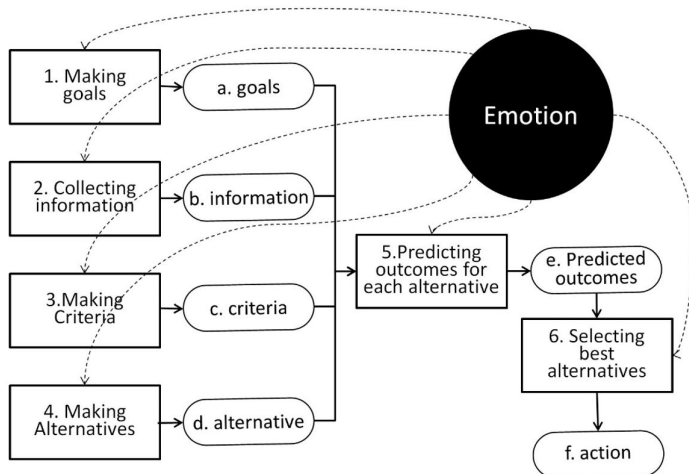 1. Making
goals
a. goals
Emotion
2. Collecting
information
b. information
3.Making
Criteria
c. criteria
4. Making
Alternatives
d. alternative
5.Predicting
outcomes for
each alternative
e. Predicted
outcomes
6. Selecting
best
alternatives
f. action